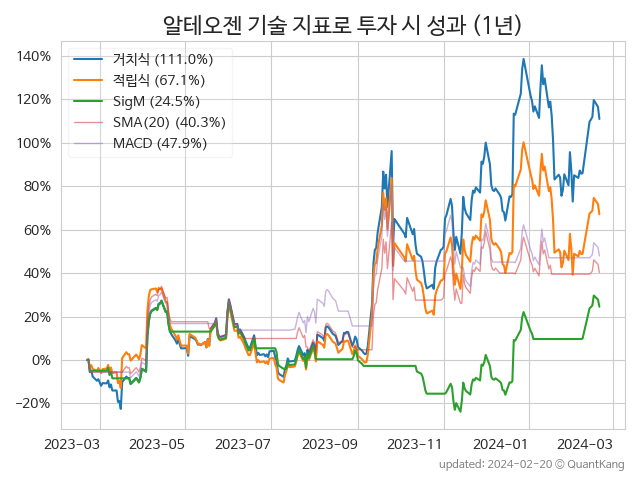 알테오젠 기술 지표로 투자 시 성과 (1년)
140%
120%
100%
80%
60%
40%
20%
0%
−20%
거치식 (111.0%)
적립식 (67.1%)
SigM (24.5%)
SMA(20) (40.3%)
MACD (47.9%)
2023-03
2023-05
2023-07
2023-09
2023-11
2024-01
2024-03
updated: 2024-02-20 © QuantKang